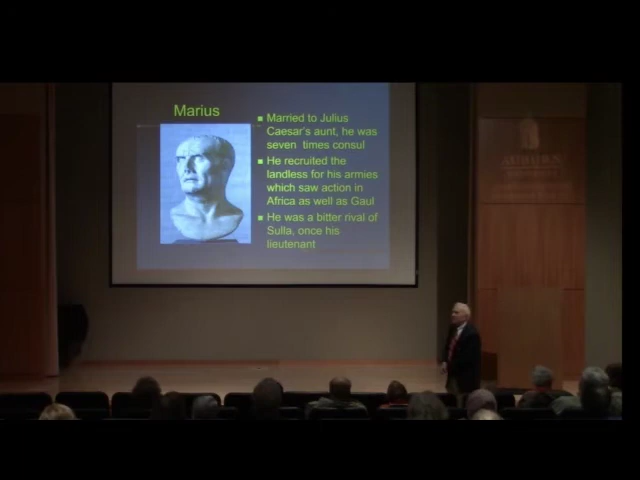 Marius
■ Married to Julius
Caesar's aunt, he was
seven times consul
■ He recruited the
landless for his armies
which saw action in
Africa as well as Gaul
■ He was a bitter rival of
Sulla, once his
lieutenant